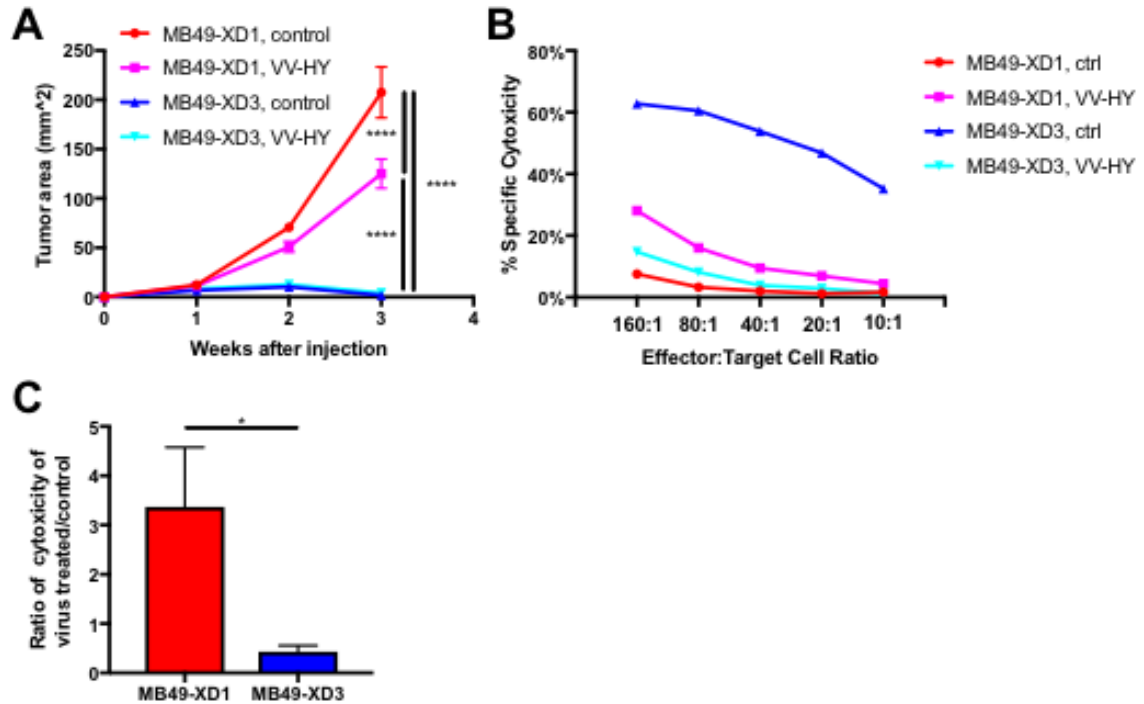 A
MB49-XD1, control
MB49-XD1, VV-HY
MB49-XD3, control
MB49-XD3, VV-HY
Tumor area (mm^2)
250
200
150
100
50
0
****
****
****
0 1 2 3 4
Weeks after injection
B
% Specific Cytoxicity
80%
60%
40%
20%
0%
160:1 80:1 40:1 20:1 10:1
Effector:Target Cell Ratio
MB49-XD1, ctrl
MB49-XD1, VV-HY
MB49-XD3, ctrl
MB49-XD3, VV-HY
C
Ratio of cytoxicity of
virus treated/control
5
4
3
2
1
0
*
MB49-XD1 MB49-XD3